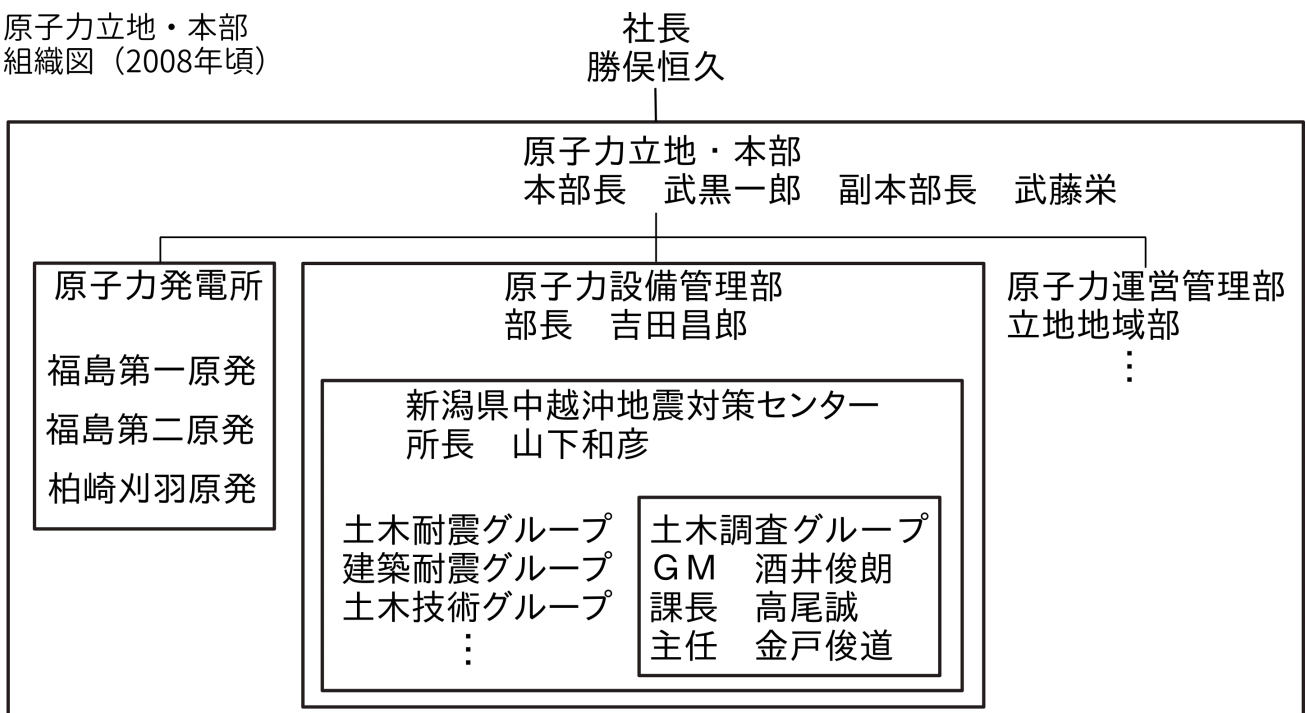 原子力立地・本部
組織図（2008年頃）
社長
勝俣恒久
原子力立地・本部
本部長　武黒一郎　副本部長　武藤栄
原子力発電所
福島第一原発
福島第二原発
柏崎刈羽原発
原子力設備管理部
部長　吉田昌郎
新潟県中越沖地震対策センター
所長　山下和彦
土木耐震グループ
建築耐震グループ
土木技術グループ
⋮
土木調査グループ
ＧＭ　酒井俊朗
課長　高尾誠
主任　金戸俊道
原子力運営管理部
立地地域部
⋮